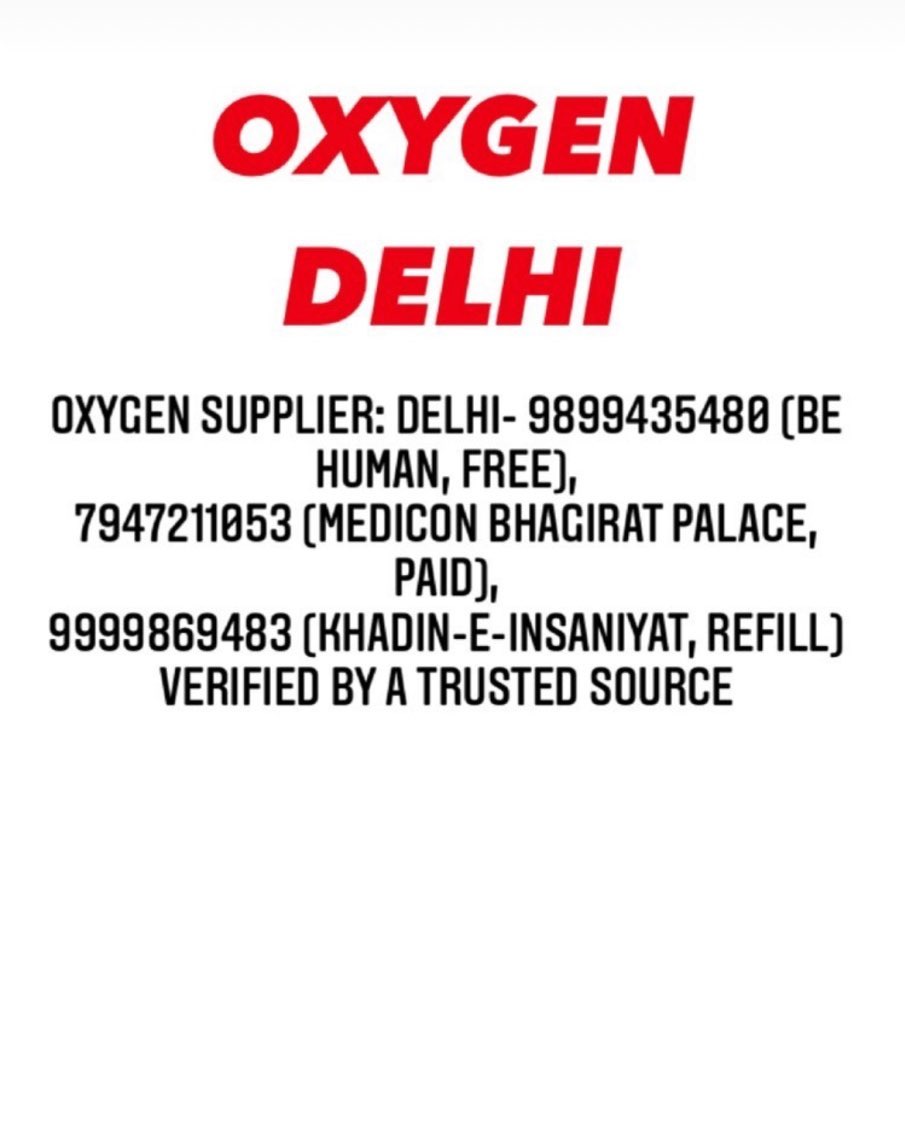 OXYGEN
DELHI
OXYGEN SUPPLIER: DELHI- 9899435480 (BE
HUMAN, FREE),
7947211053 (MEDICON BHAGIRAT PALACE,
PAID),
9999869483 (KHADIN-E-INSANIYAT, REFILL)
VERIFIED BY A TRUSTED SOURCE